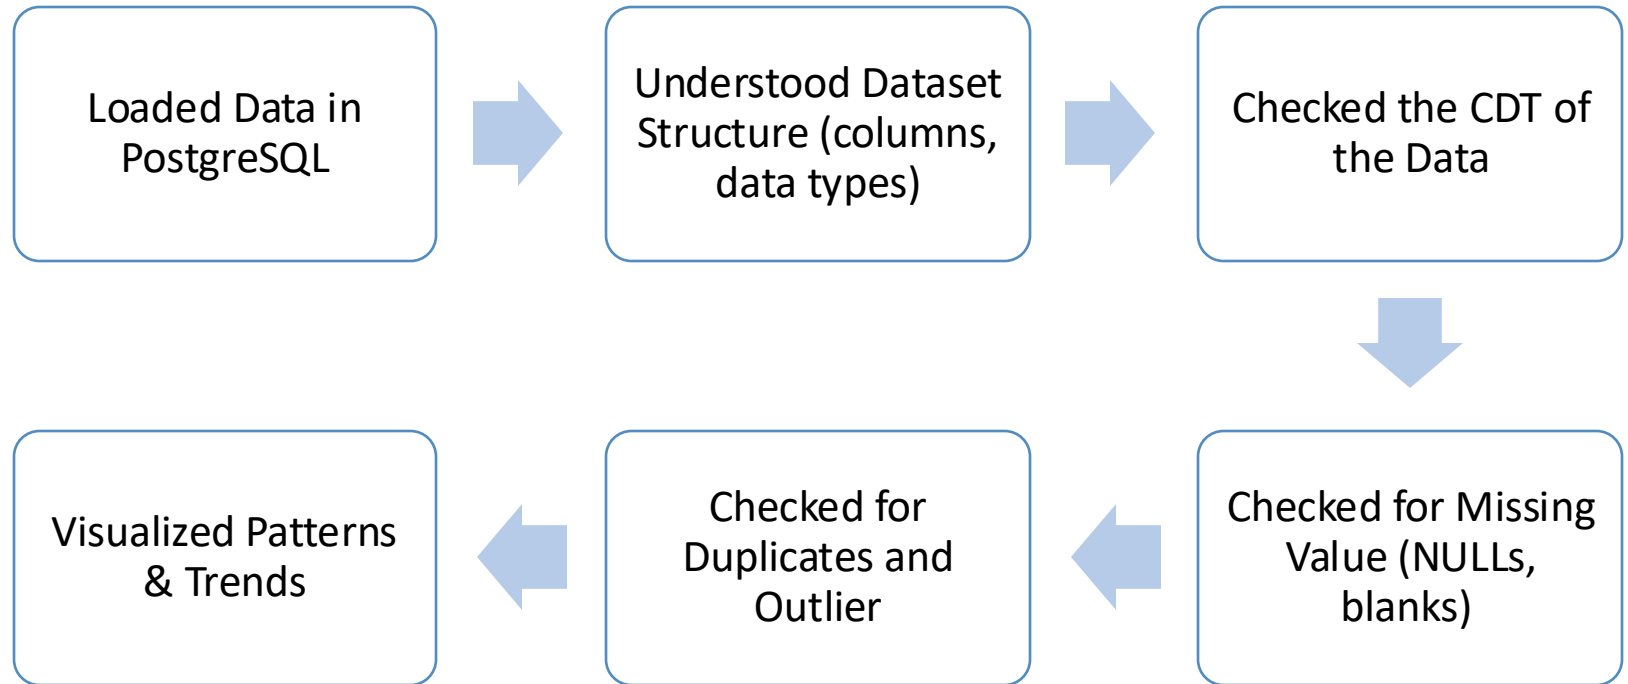 Loaded Data in
PostgreSQL
Understood Dataset
Structure (columns,
data types)
Checked the CDT of
the Data
Checked for Missing
Value (NULLs,
blanks)
Checked for
Duplicates and
Outlier
Visualized Patterns
& Trends